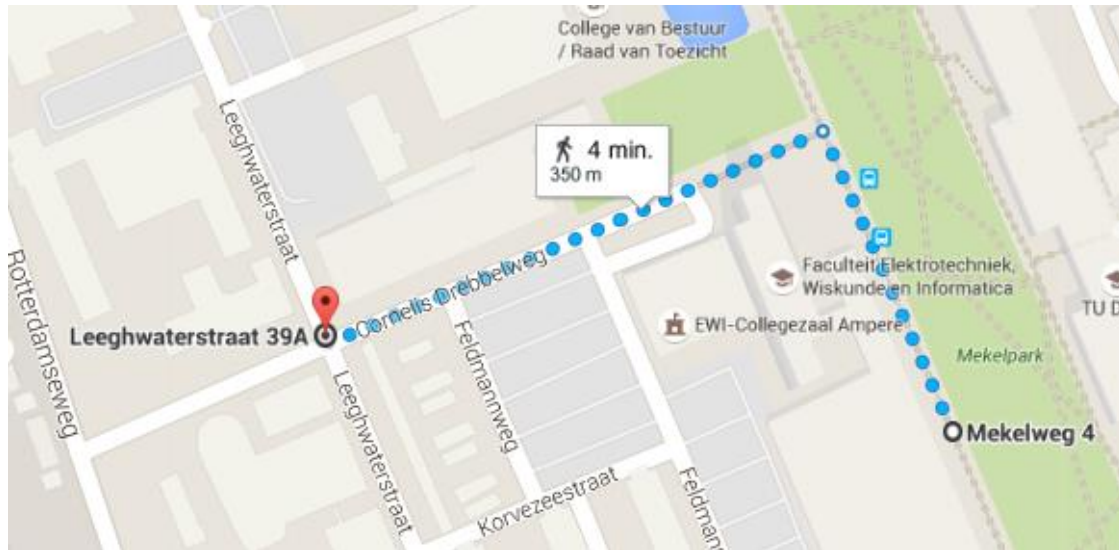 College van Bestuur
/ Raad van Toezicht
Leeghwaterstraat
4 min.
350 m
Rotterdamseweg
Cornelis Drebbelweg
Faculteit Elektrotechniek,
Wiskunde en Informatica
TU D
Leeghwaterstraat 39A
EWI-Collegezaal Ampère
Mekelpark
Feldmannweg
Leeghwaterstraat
Mekelweg 4
Korvezeestraat
Feldmann